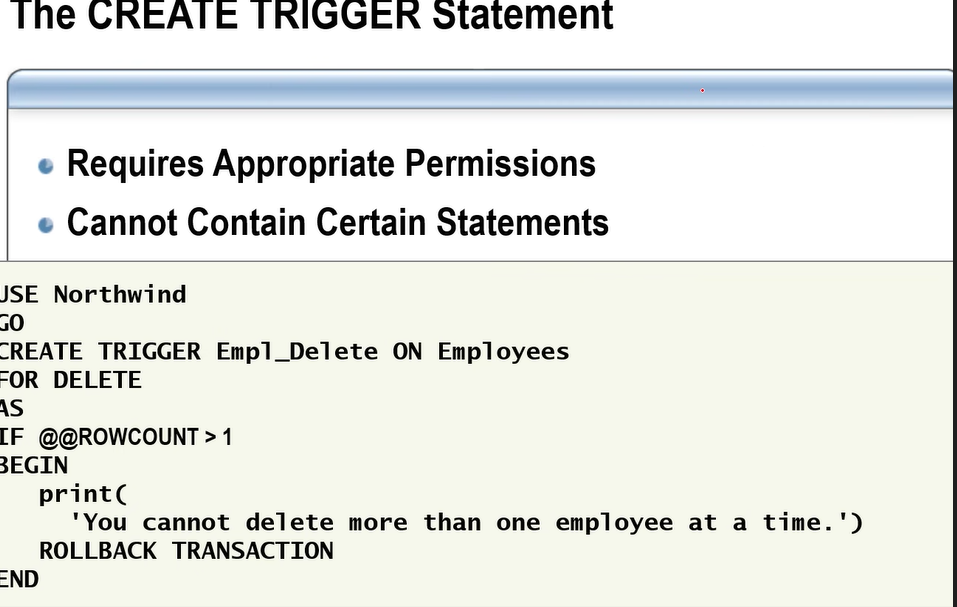 The CREATE TRIGGER Statement
Requires Appropriate Permissions
Cannot Contain Certain Statements
USE Northwind
GO
CREATE TRIGGER Empl_Delete ON Employees
FOR DELETE
AS
IF @@ROWCOUNT > 1
BEGIN
print(
'You cannot delete more than one employee at a time.')
ROLLBACK TRANSACTION
END